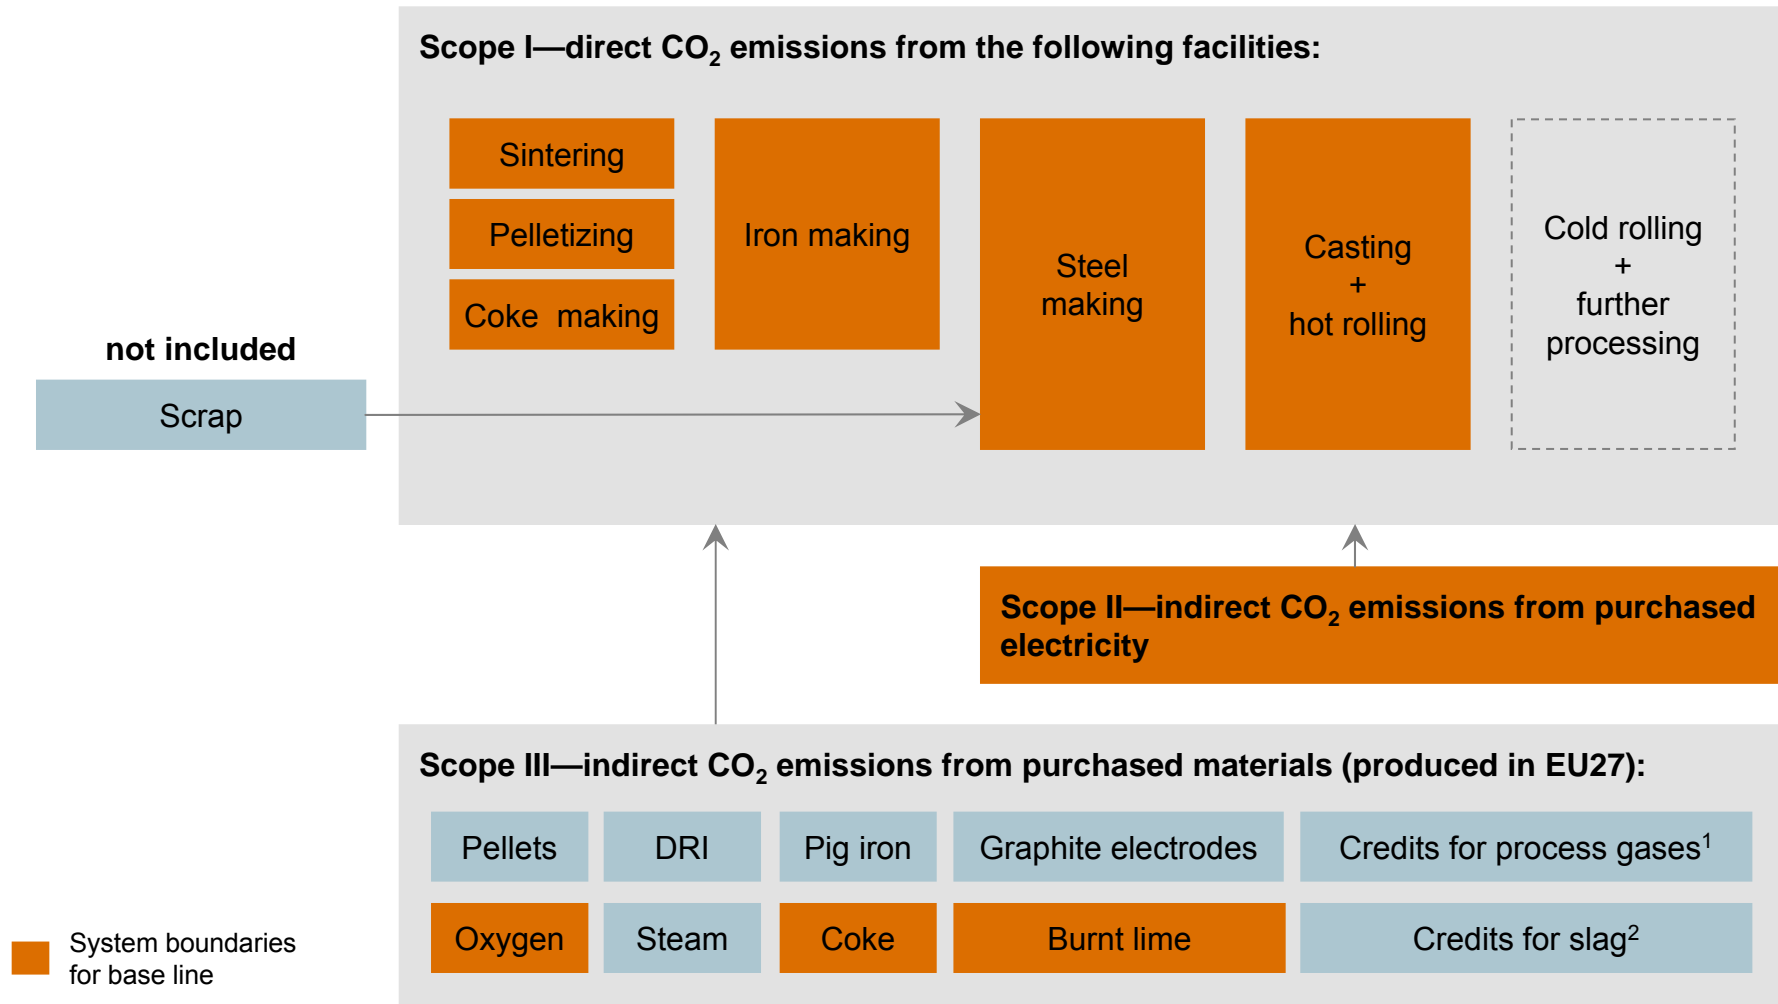 Scope I—direct CO₂ emissions from the following facilities:
Sintering
Pelletizing
Coke making
Iron making
Steel
making
Casting
+
hot rolling
Cold rolling
+
further
processing
not included
Scrap
Scope II—indirect CO₂ emissions from purchased
electricity
Scope III—indirect CO₂ emissions from purchased materials (produced in EU27):
Pellets
DRI
Pig iron
Graphite electrodes
Credits for process gases¹
Oxygen
Steam
Coke
Burnt lime
Credits for slag²
System boundaries
for base line